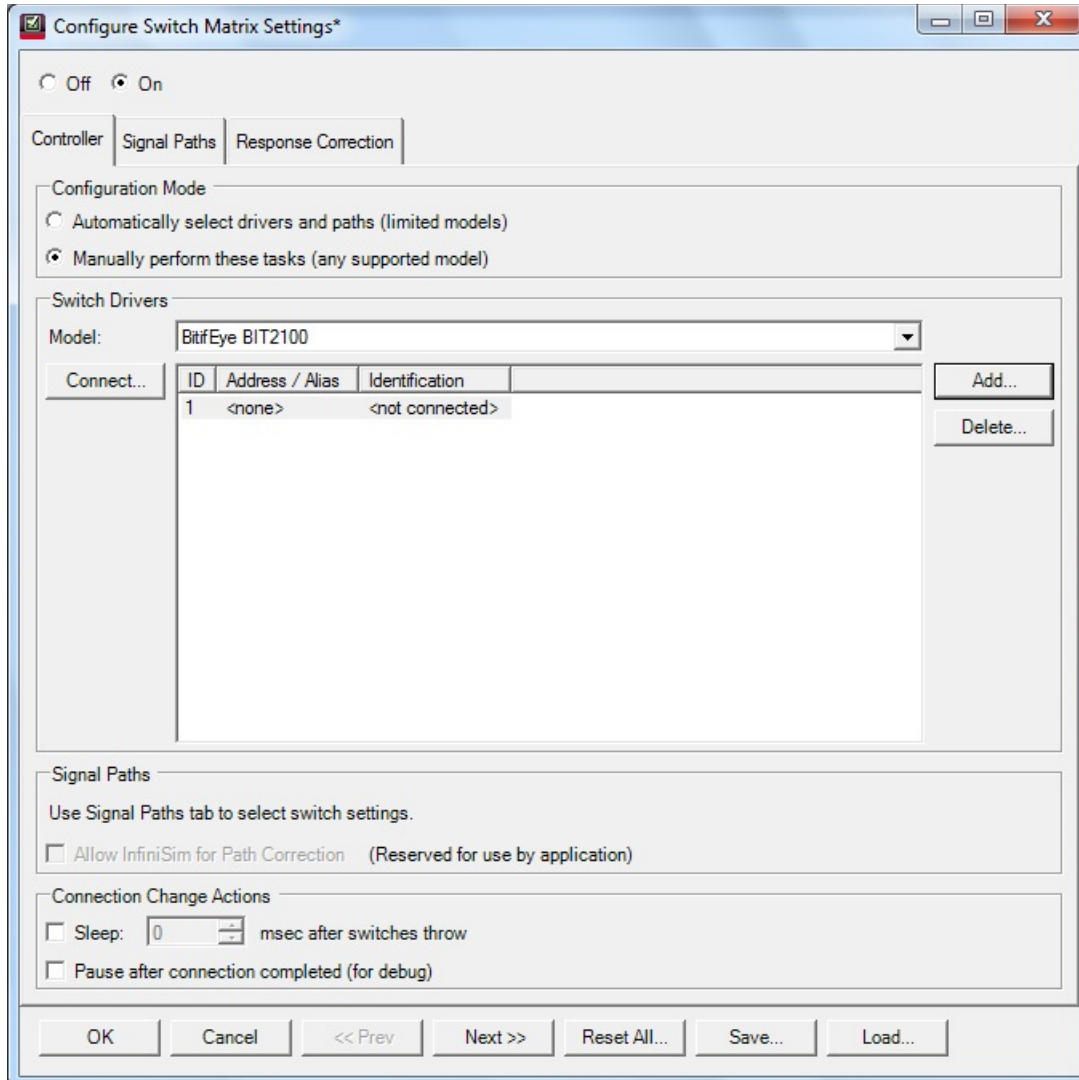 Configure Switch Matrix Settings*
Off On
Controller Signal Paths Response Correction
Configuration Mode
Automatically select drivers and paths (limited models)
Manually perform these tasks (any supported model)
Switch Drivers
Model: BitifEye BIT2100
Connect... ID Address / Alias Identification Add...
1 <none> <not connected>
Delete...
Signal Paths
Use Signal Paths tab to select switch settings.
Allow InfiniSim for Path Correction (Reserved for use by application)
Connection Change Actions
Sleep: 0 msec after switches throw
Pause after connection completed (for debug)
OK Cancel << Prev Next >> Reset All... Save... Load...